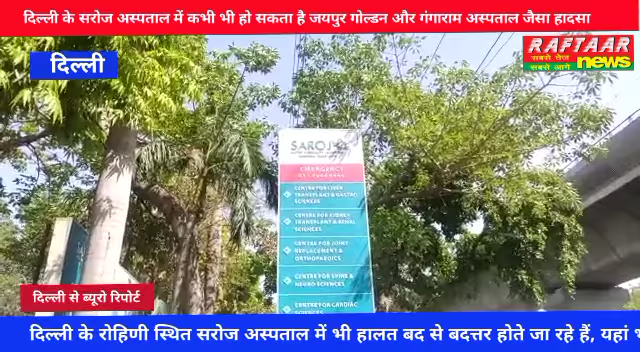 दिल्ली के सरोज अस्पताल में कभी भी हो सकता है जयपुर गोल्डन और गंगाराम अस्पताल जैसा हादसा
दिल्ली
RAFTAAR
सबसे तेज
सबसे आगे
news
SAROJ
EMERGENCY
CENTRE FOR LIVER
TRANSPLANT & GASTRO
SCIENCES
CENTRE FOR KIDNEY
TRANSPLANT & RENAL
SCIENCES
CENTRE FOR JOINT
REPLACEMENT &
ORTHOPAEDICS
CENTRE FOR SPINE &
NEURO SCIENCES
CENTRE FOR CARDIAC
SCIENCES
दिल्ली से ब्यूरो रिपोर्ट
दिल्ली के रोहिणी स्थित सरोज अस्पताल में भी हालत बद से बदत्तर होते जा रहे हैं, यहां